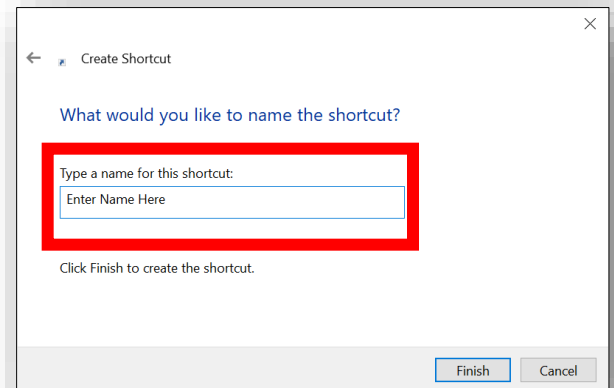 Create Shortcut
What would you like to name the shortcut?
Type a name for this shortcut:
Enter Name Here
Click Finish to create the shortcut.
Finish Cancel